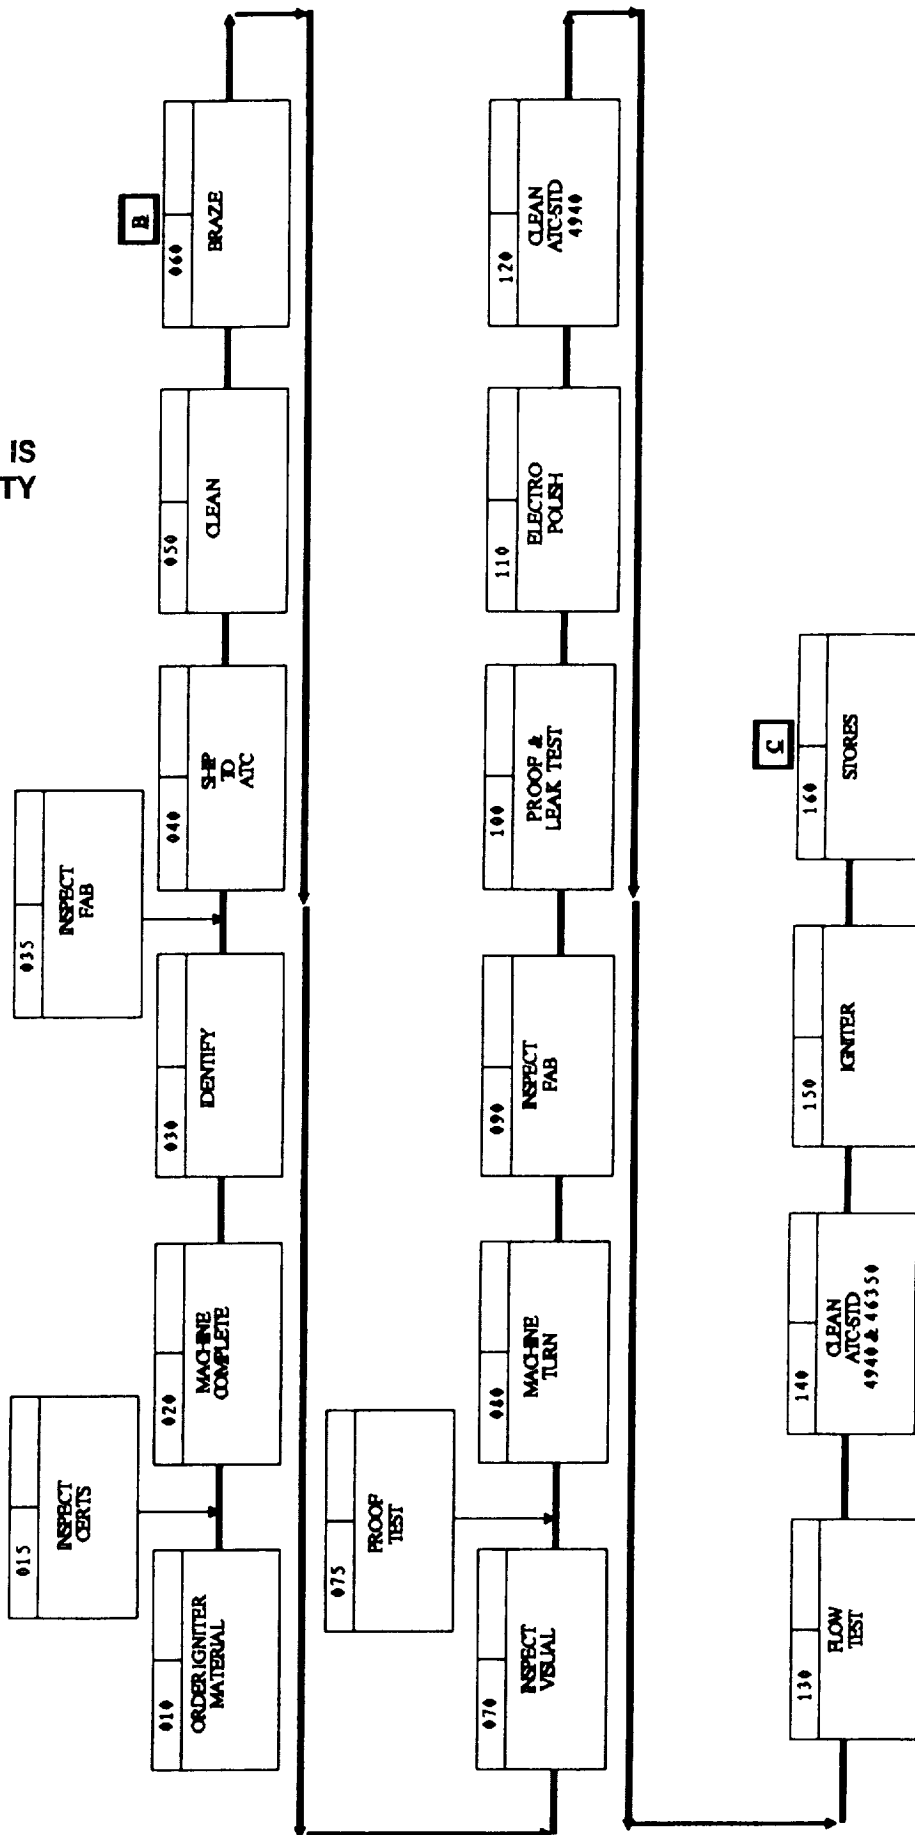 IS
TY
015
INSPECT
CERTS
035
INSPECT
FAB
B
010
ORDER IGNITER
MATERIAL
020
MACHINE
COMPLETE
030
IDENTIFY
040
SHIP
TO
ATC
050
CLEAN
060
BRAZE
075
PROOF
TEST
070
INSPECT
VISUAL
080
MACHINE
TURN
090
INSPECT
FAB
100
PROOF &
LEAK TEST
110
ELECTRO
POLISH
120
CLEAN
ATC-STD
4940
C
130
FLOW
TEST
140
CLEAN
ATC-STD
4940 & 46350
150
IGNITER
160
STORES